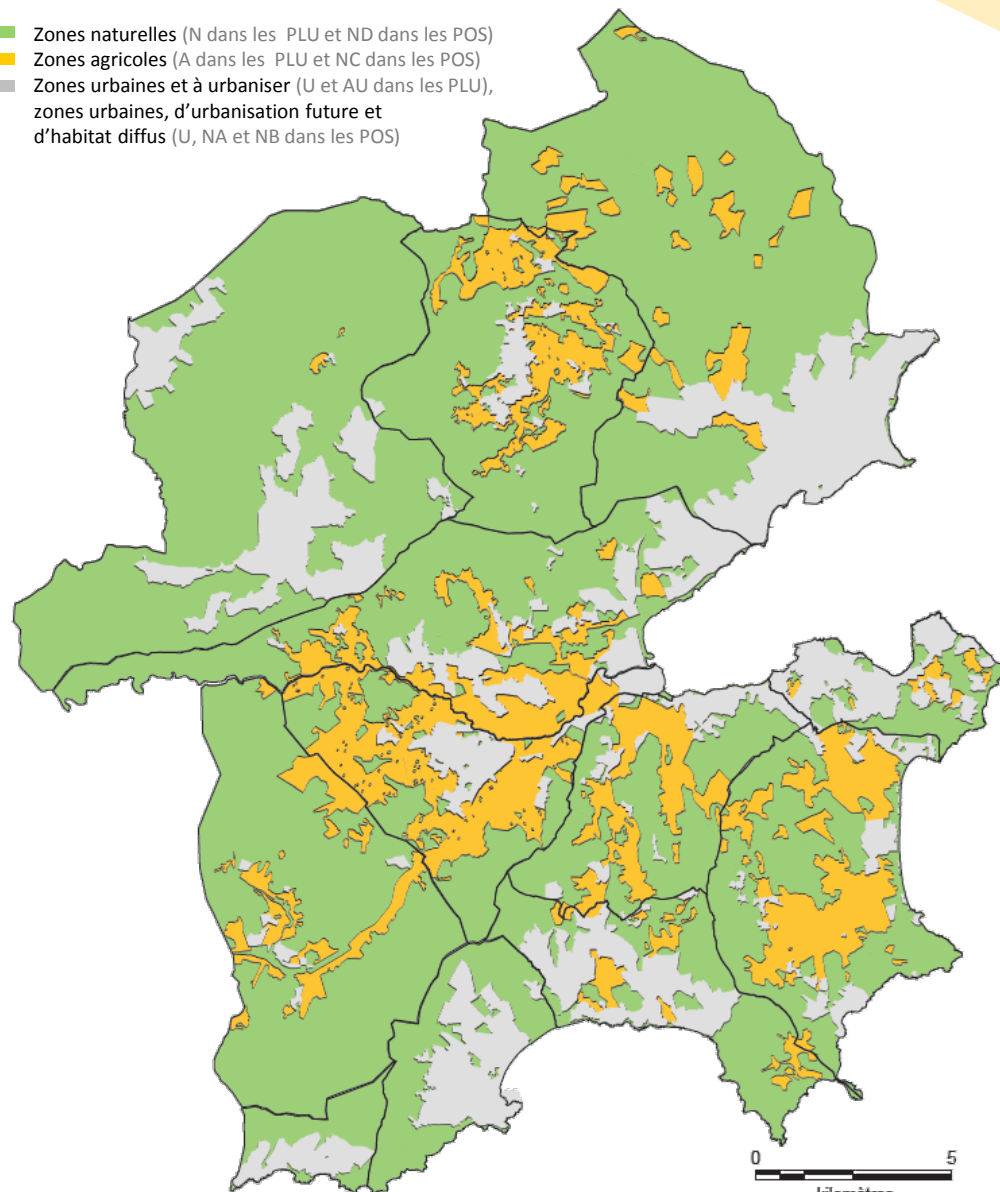 Zones naturelles (N dans les PLU et ND dans les POS)
Zones agricoles (A dans les PLU et NC dans les POS)
Zones urbaines et à urbaniser (U et AU dans les PLU),
zones urbaines, d'urbanisation future et
d'habitat diffus (U, NA et NB dans les POS)
0 5
kilomètres